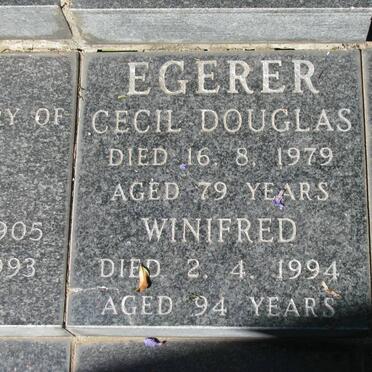 RY OF
905
993
EGERER
CECIL DOUGLAS
DIED 16. 8. 1979
AGED 79 YEARS
WINIFRED
DIED 2. 4. 1994
AGED 94 YEARS